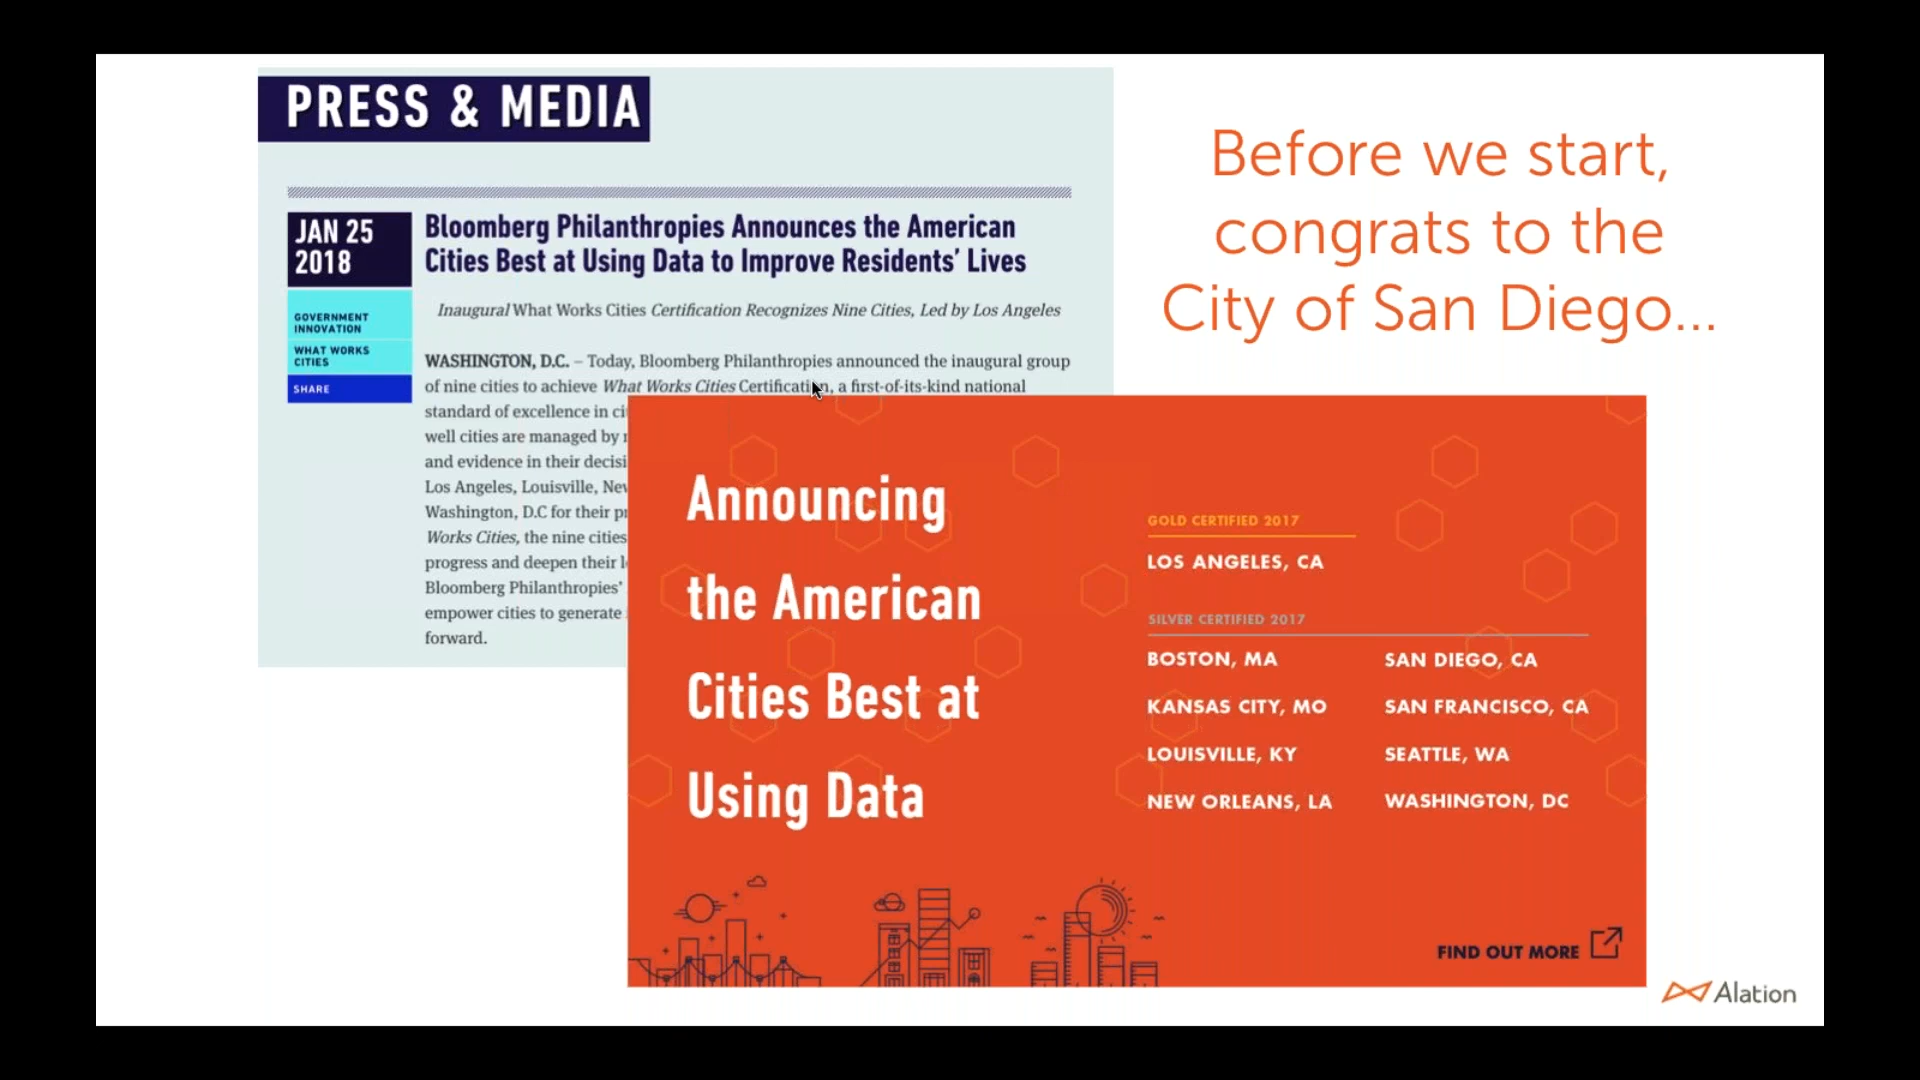 PRESS & MEDIA
JAN 25
2018
GOVERNMENT
INNOVATION
WHAT WORKS
CITIES
SHARE
Bloomberg Philanthropies Announces the American
Cities Best at Using Data to Improve Residents' Lives
Inaugural What Works Cities Certification Recognizes Nine Cities, Led by Los Angeles
WASHINGTON, D.C. – Today, Bloomberg Philanthropies announced the inaugural group
of nine cities to achieve What Works Cities Certification, a first-of-its-kind national
standard of excellence in
well cities are managed by
and evidence in their
Los Angeles, Louisville,
Washington, D.C for their
Works Cities, the nine cities
progress and deepen their
Bloomberg Philanthropies'
empower cities to generate
forward.
Before we start,
congrats to the
City of San Diego...
Announcing
the American
Cities Best at
Using Data
GOLD CERTIFIED 2017
LOS ANGELES, CA
SILVER CERTIFIED 2017
BOSTON, MA
KANSAS CITY, MO
LOUISVILLE, KY
NEW ORLEANS, LA
SAN DIEGO, CA
SAN FRANCISCO, CA
SEATTLE, WA
WASHINGTON, DC
FIND OUT MORE
Alation